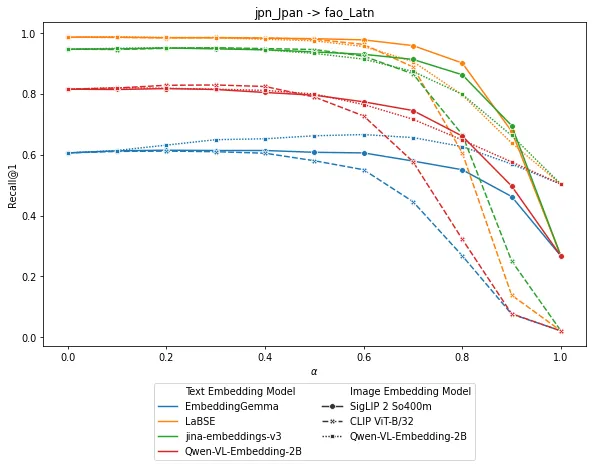 jpn_Jpan -> fao_Latn
Recall@1
1.0
0.8
0.6
0.4
0.2
0.0
0.0 0.2 0.4 0.6 0.8 1.0
α
Text Embedding Model
EmbeddingGemma
LaBSE
jina-embeddings-v3
Qwen-VL-Embedding-2B
Image Embedding Model
SigLIP 2 So400m
CLIP ViT-B/32
Qwen-VL-Embedding-2B